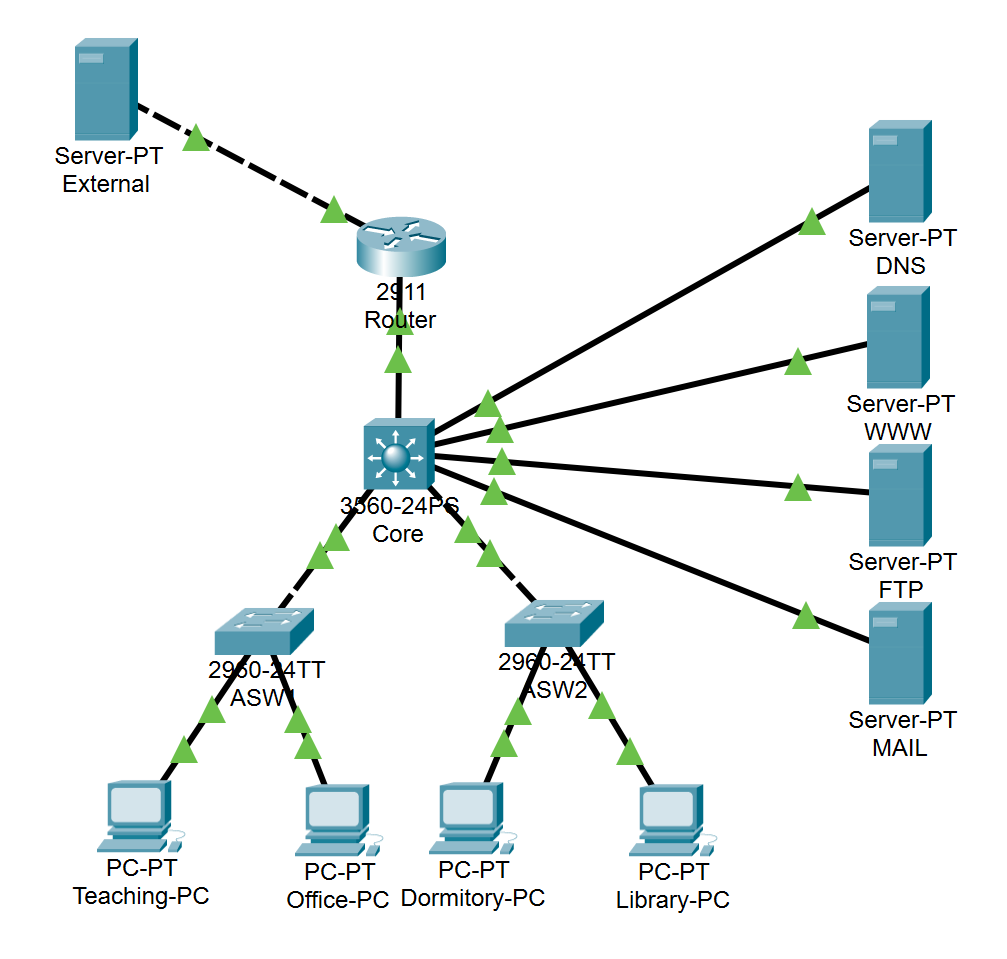 Server-PT
External
Server-PT
DNS
2911
Router
Server-PT
WWW
3560-24PS
Core
Server-PT
FTP
2960-24TT
ASW1
2960-24TT
ASW2
Server-PT
MAIL
PC-PT
Teaching-PC
PC-PT
Office-PC
PC-PT
Dormitory-PC
PC-PT
Library-PC